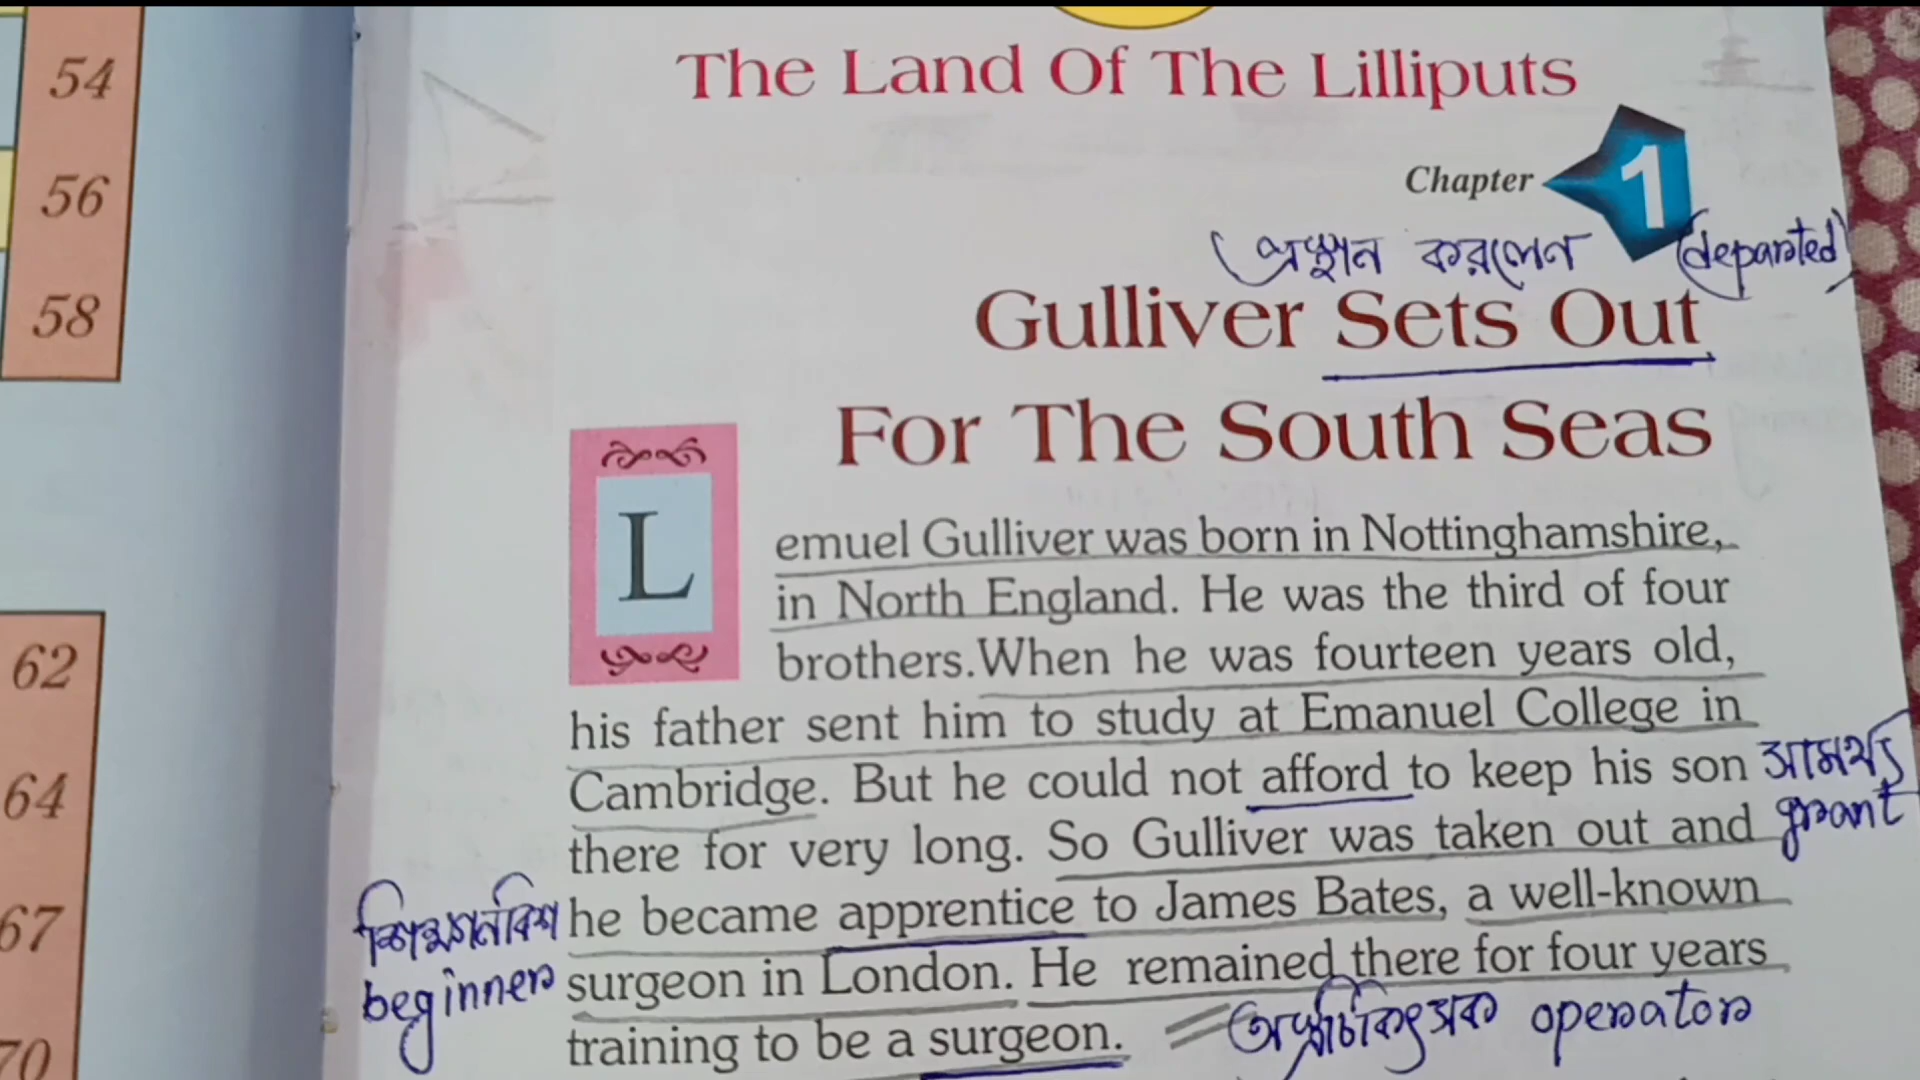 54
56
58
62
64
67
70
The Land Of The Lilliputs
Chapter 1
(প্রস্থান করলেন (departed)
Gulliver Sets Out
For The South Seas
Lemuel Gulliver was born in Nottinghamshire,
in North England. He was the third of four
brothers.When he was fourteen years old,
his father sent him to study at Emanuel College in
Cambridge. But he could not afford to keep his son সামর্থ্য
there for very long. So Gulliver was taken out and grant
শিক্ষানবিশ he became apprentice to James Bates, a well-known
beginner surgeon in London. He remained there for four years
training to be a surgeon. = অস্ত্রচিকিৎসক operator